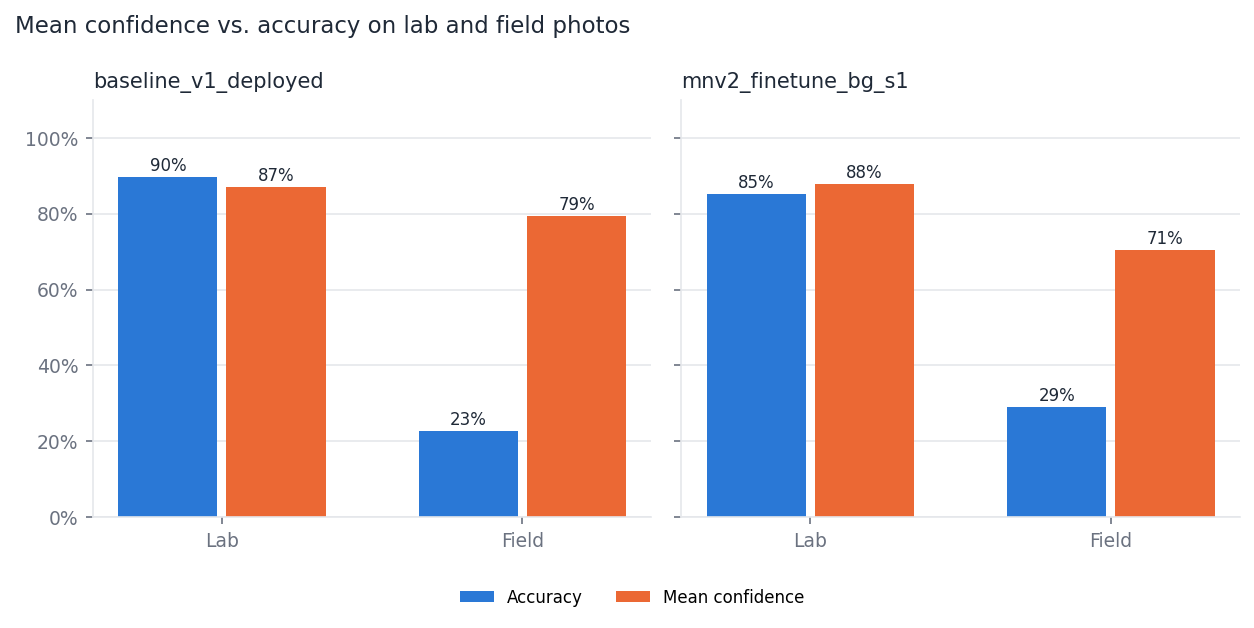 Mean confidence vs. accuracy on lab and field photos
baseline_v1_deployed
mnv2_finetune_bg_s1
100%
80%
60%
40%
20%
0%
90%
87%
23%
79%
85%
88%
29%
71%
Lab
Field
Lab
Field
Accuracy
Mean confidence